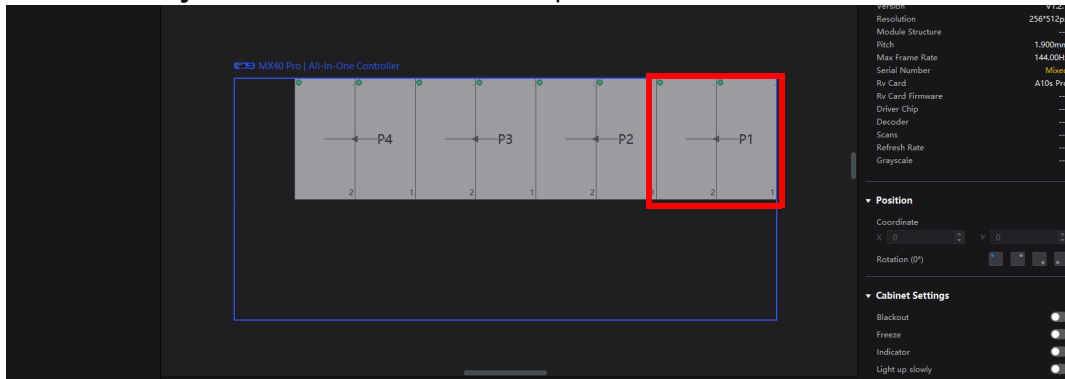 Version V1.2.
Resolution 256*512p
Module Structure --
Pitch 1.900mm
Max Frame Rate 144.00H
Serial Number Mixed
Rv Card A10s Pro
Rv Card Firmware --
Driver Chip --
Decoder --
Scans --
Refresh Rate --
Grayscale --
MX40 Pro | All-In-One Controller
P4 P3 P2 P1
2 1 2 1 2 1 2 1
Position
Coordinate
X 0 Y 0
Rotation (0°)
Cabinet Settings
Blackout
Freeze
Indicator
Light up slowly